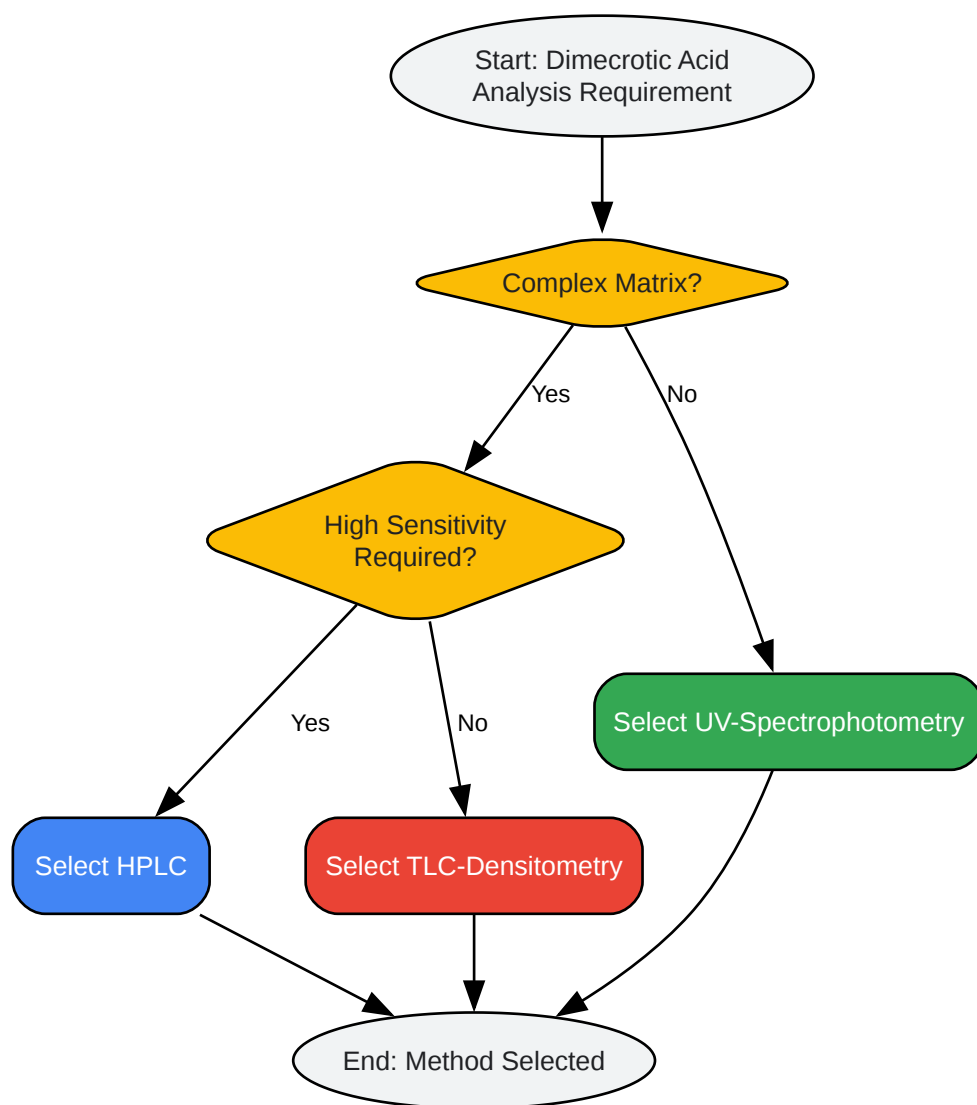 Start: Dimecrotic Acid
Analysis Requirement
Complex Matrix?
Yes
No
High Sensitivity
Required?
Yes
No
Select UV-Spectrophotometry
Select HPLC
Select TLC-Densitometry
End: Method Selected